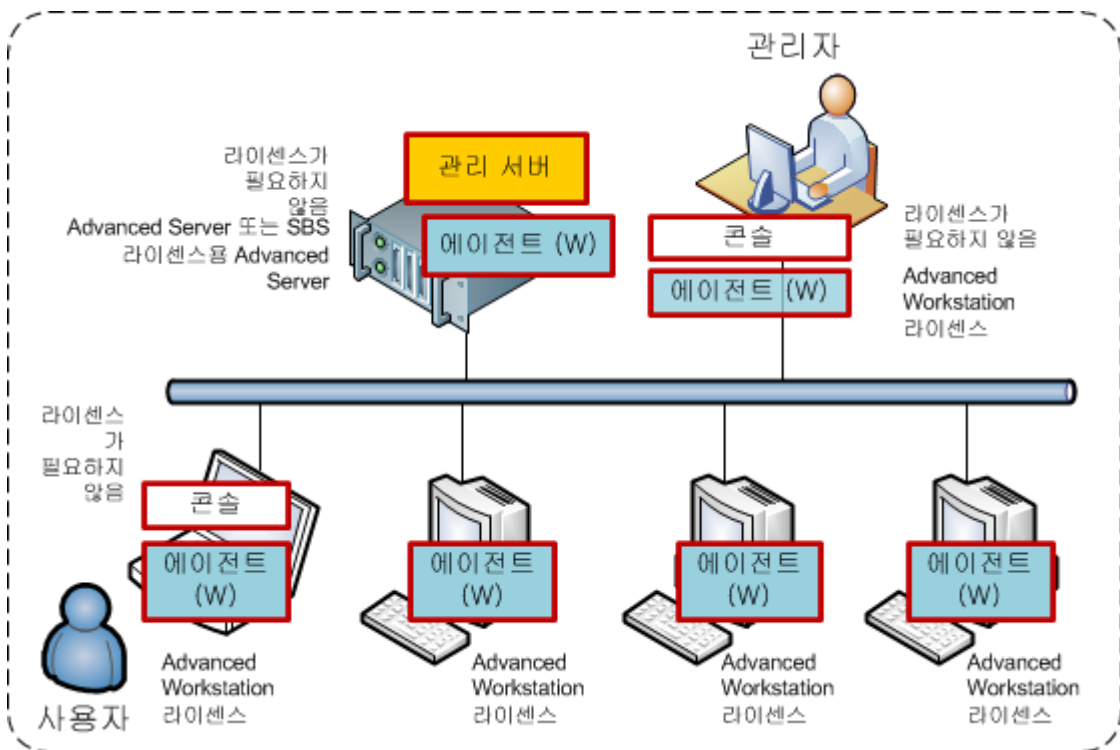 관리자
라이센스가
필요하지
않음
관리 서버
Advanced Server 또는 SBS
라이센스용 Advanced
Server
에이전트 (W)
콘솔
에이전트 (W)
라이센스가
필요하지 않음
Advanced
Workstation
라이센스
라이센스
가
필요하지
않음
콘솔
에이전트
(W)
에이전트
(W)
에이전트
(W)
에이전트
(W)
사용자
Advanced
Workstation
라이센스
Advanced
Workstation
라이센스
Advanced
Workstation
라이센스
Advanced
Workstation
라이센스